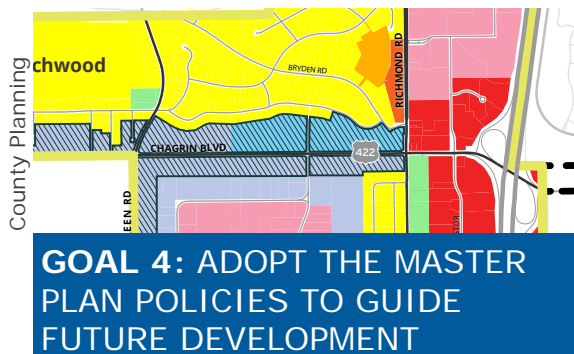 chwood
BRYDEN RD
RICHMOND RD
CHAGRIN BLVD
422
EEN RD
STOR
County Planning
GOAL 4: ADOPT THE MASTER
PLAN POLICIES TO GUIDE
FUTURE DEVELOPMENT